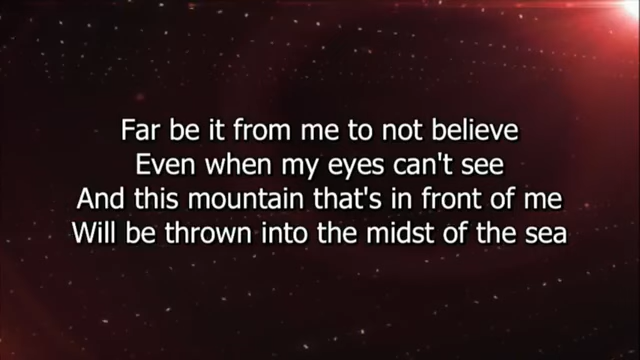 Far be it from me to not believe
Even when my eyes can't see
And this mountain that's in front of me
Will be thrown into the midst of the sea